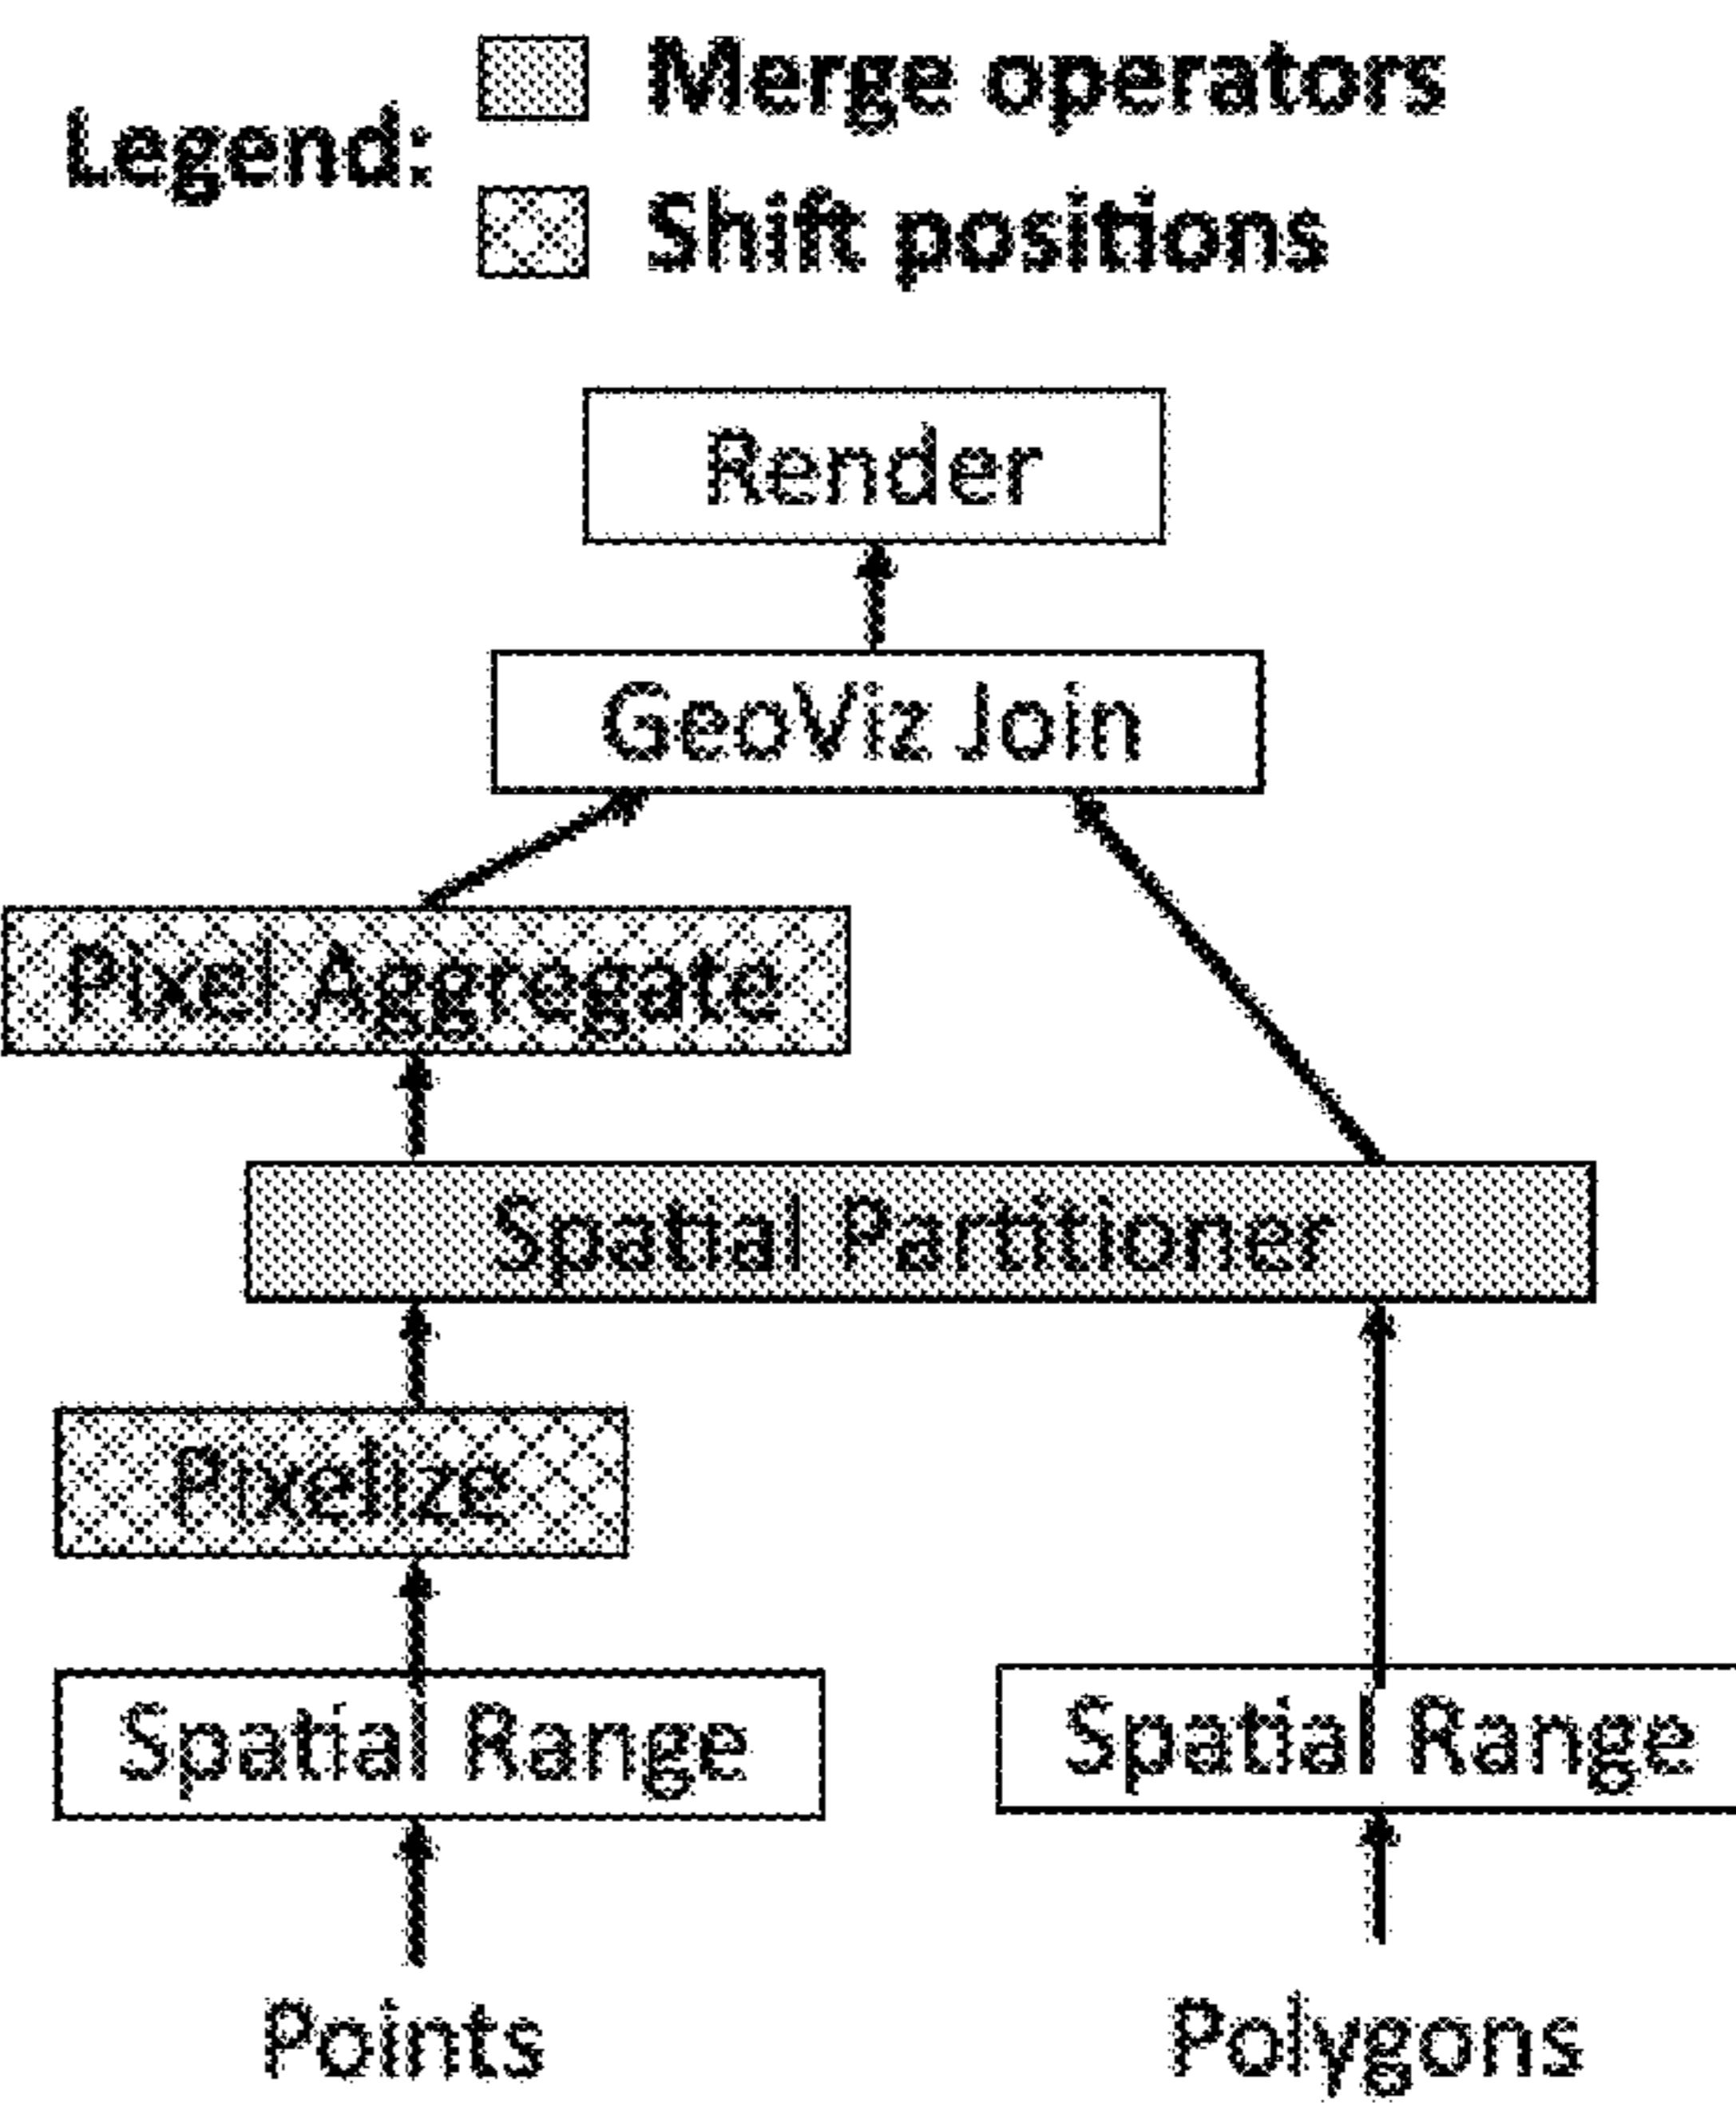 Legend:
Merge operators
Shift positions
Render
GeoViz Join
Pixel Aggregate
Spatial Partitioner
Pixelize
Spatial Range
Spatial Range
Points
Polygons